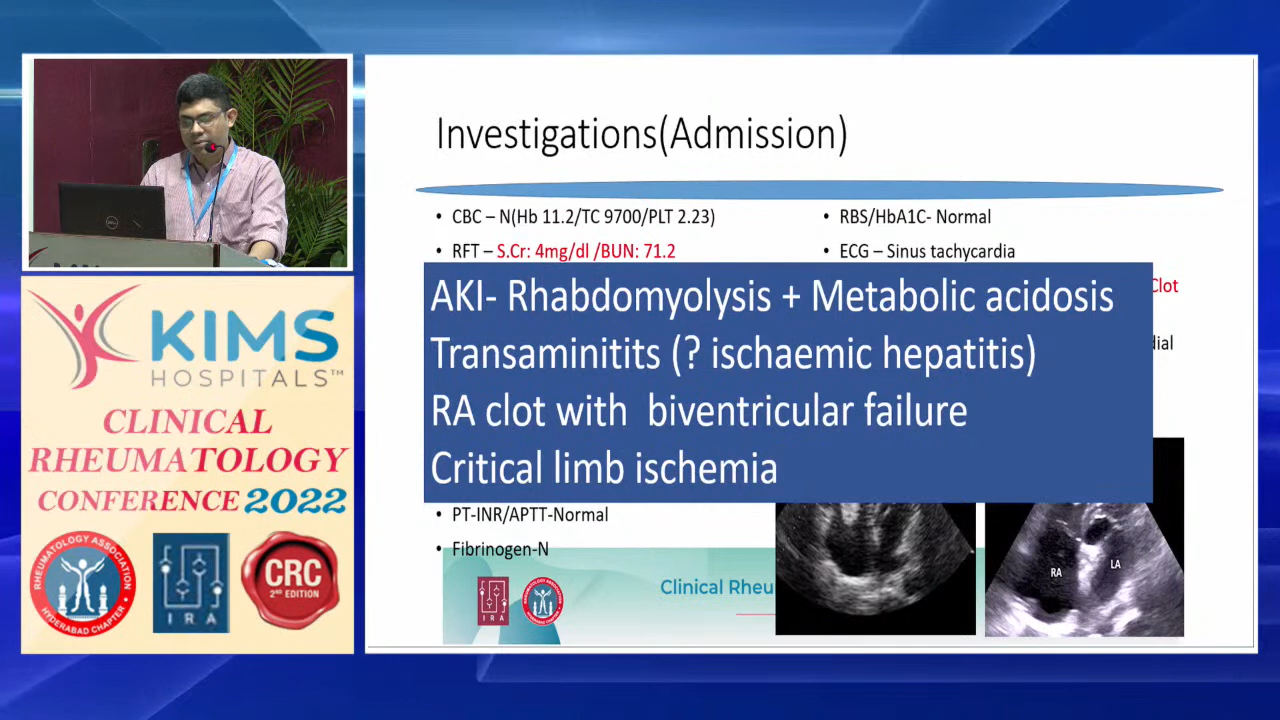 Investigations(Admission)
• CBC – N(Hb 11.2/TC 9700/PLT 2.23)
• RFT – S.Cr: 4mg/dl /BUN: 71.2
• RBS/HbA1C- Normal
• ECG – Sinus tachycardia
Clot
AKI- Rhabdomyolysis + Metabolic acidosis
Transaminitits (? ischaemic hepatitis)
RA clot with biventricular failure
Critical limb ischemia
• PT-INR/APTT-Normal
• Fibrinogen-N
RA
LA
Clinical Rheu
IRA
DELL
KIMS
HOSPITALS™
CLINICAL
RHEUMATOLOGY
CONFERENCE 2022
RHEUMATOLOGY ASSOCIATION
HYDERABAD CHAPTER
IRA
CRC
2ND EDITION